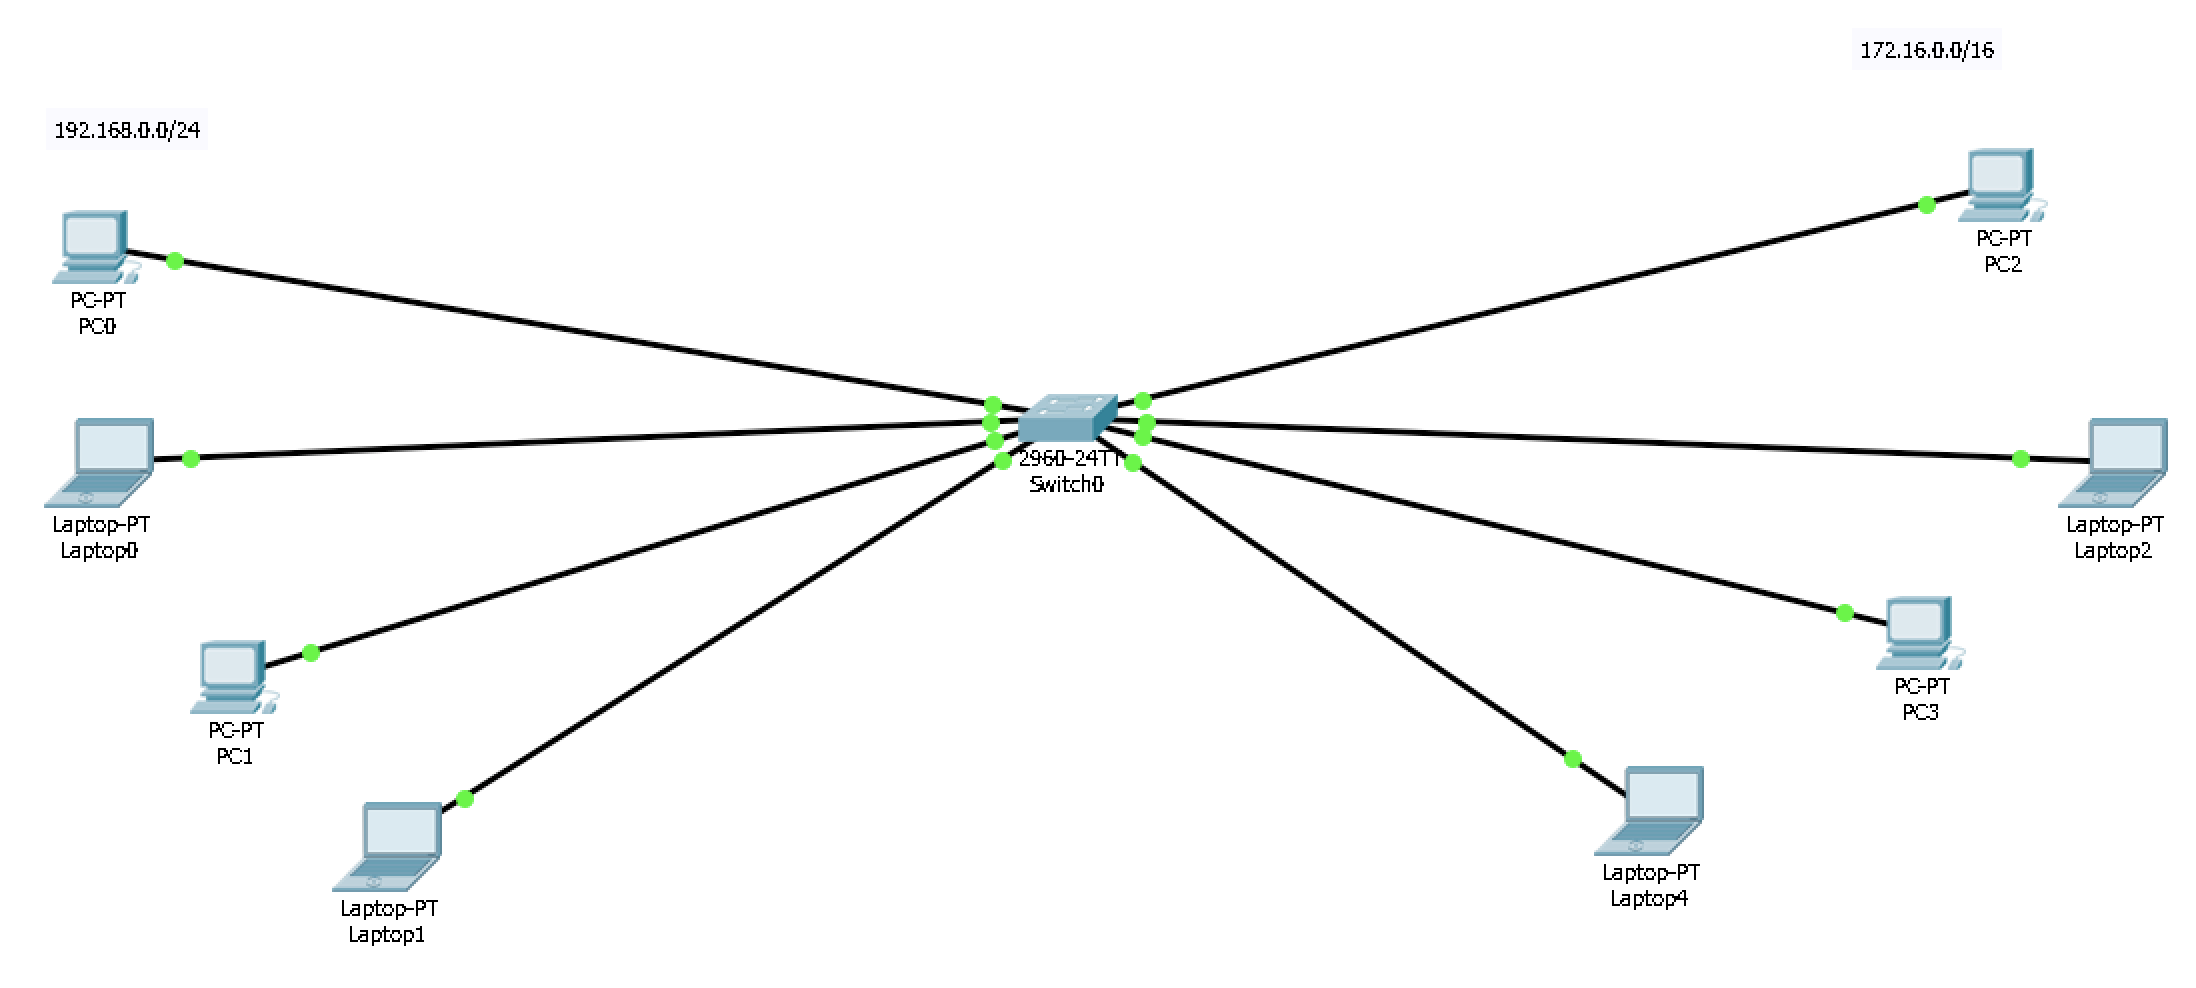 172.16.0.0/16
192.168.0.0/24
PC-PT
PC2
PC-PT
PC0
2960-24TT
Switch0
Laptop-PT
Laptop0
Laptop-PT
Laptop2
PC-PT
PC3
PC-PT
PC1
Laptop-PT
Laptop4
Laptop-PT
Laptop1